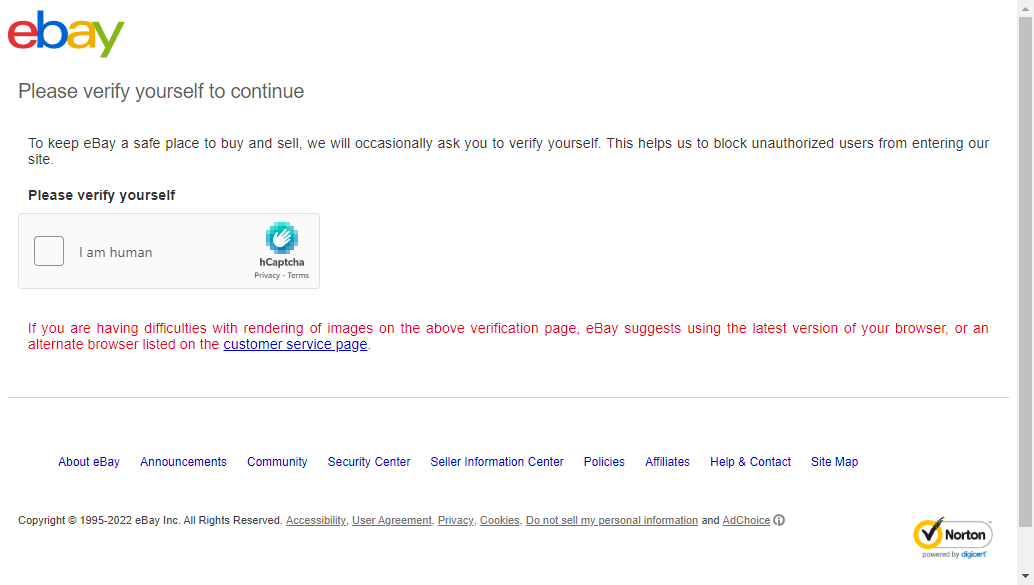 ebay
Please verify yourself to continue
To keep eBay a safe place to buy and sell, we will occasionally ask you to verify yourself. This helps us to block unauthorized users from entering our
site.
Please verify yourself
I am human
hCaptcha
Privacy - Terms
If you are having difficulties with rendering of images on the above verification page, eBay suggests using the latest version of your browser, or an
alternate browser listed on the customer service page.
About eBay Announcements Community Security Center Seller Information Center Policies Affiliates Help & Contact Site Map
Copyright © 1995-2022 eBay Inc. All Rights Reserved. Accessibility, User Agreement, Privacy, Cookies, Do not sell my personal information and AdChoice
Norton
powered by digicert